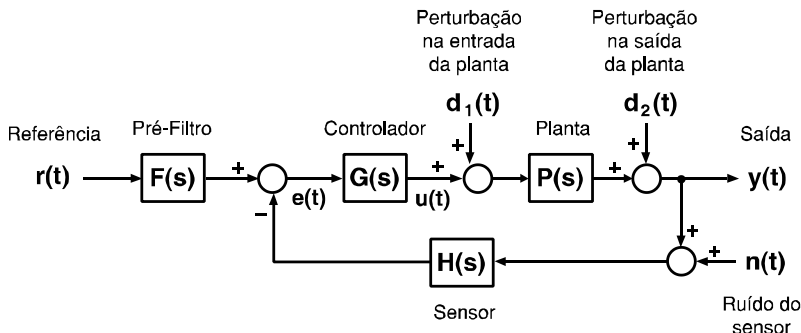 Perturbação
na entrada
da planta
d1(t)
Perturbação
na saída
da planta
d2(t)
Referência
r(t)
Pré-Filtro
F(s)
+
−
e(t)
Controlador
G(s)
+
u(t)
+
Planta
P(s)
+
+
Saída
y(t)
H(s)
Sensor
+
+
n(t)
Ruído do
sensor